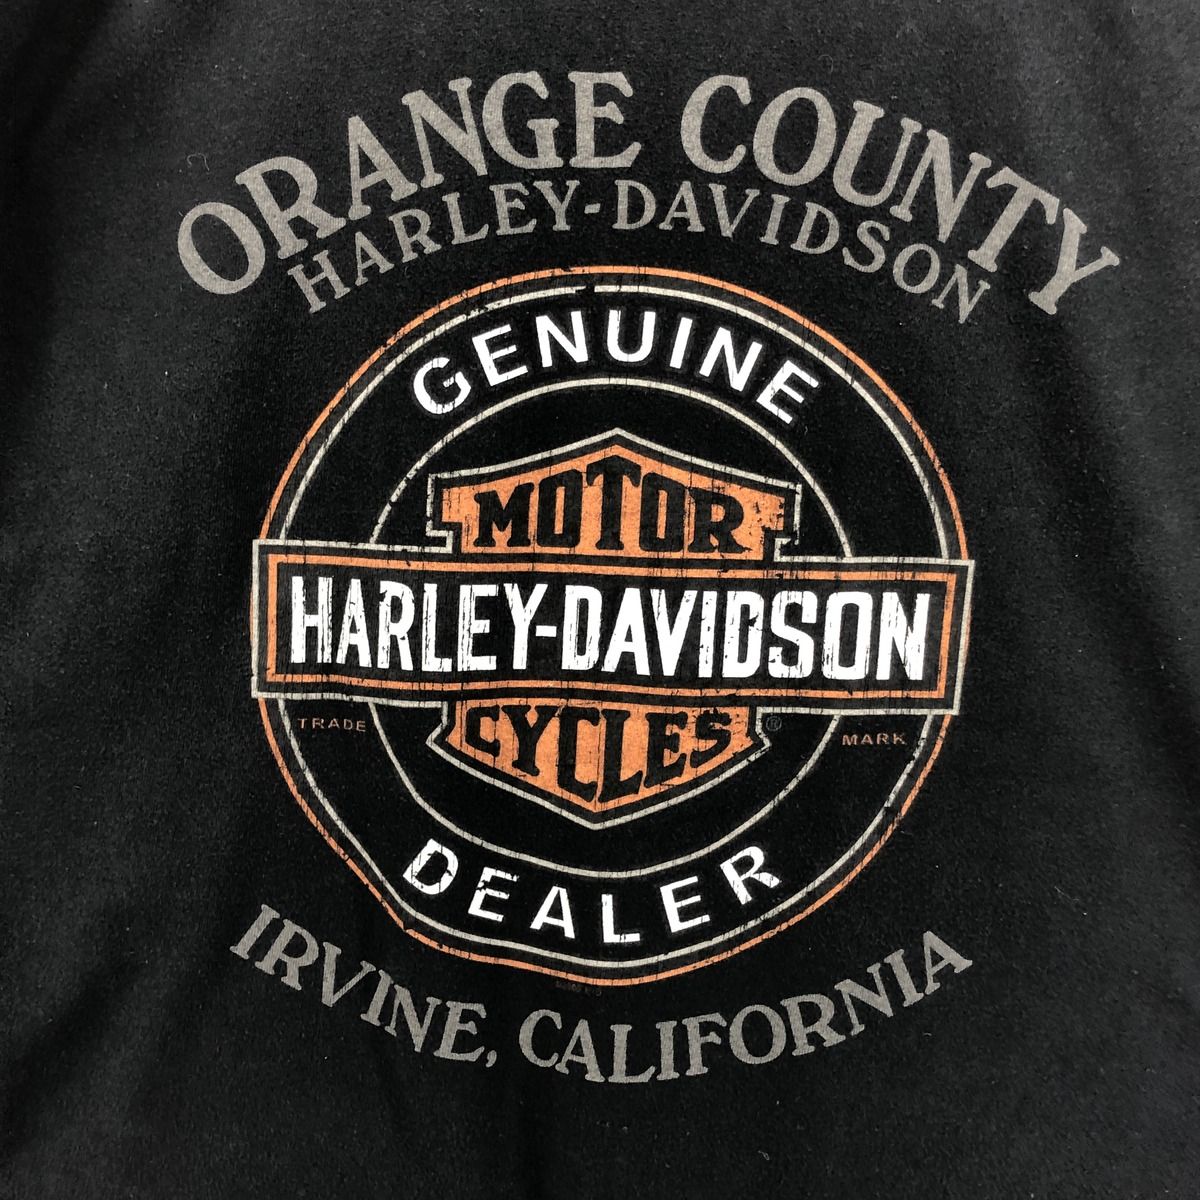 ORANGE COUNTY
HARLEY-DAVIDSON
GENUINE
MOTOR
HARLEY-DAVIDSON
CYCLES ®
TRADE MARK
DEALER
IRVINE, CALIFORNIA